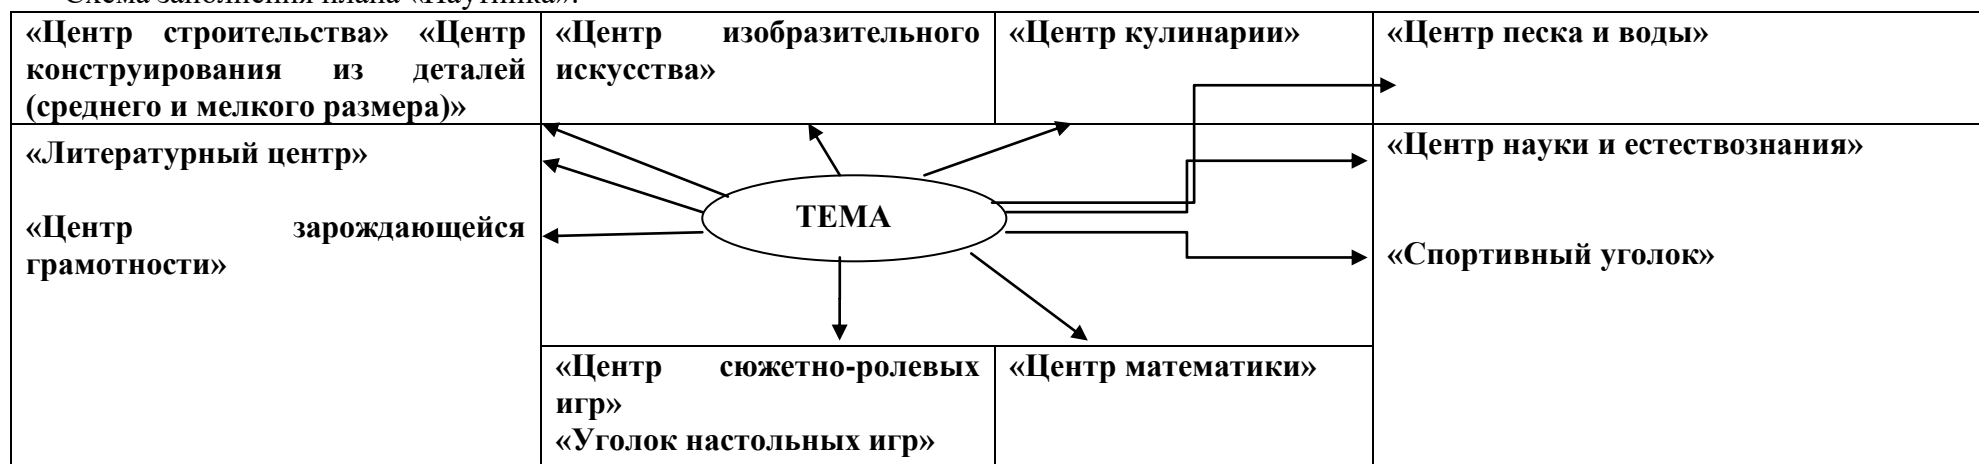 «Центр строительства» «Центр
конструирования из деталей
(среднего и мелкого размера)»
«Центр изобразительного
искусства»
«Центр кулинарии»
«Центр песка и воды»
«Литературный центр»
«Центр зарождающейся
грамотности»
ТЕМА
«Центр науки и естествознания»
«Спортивный уголок»
«Центр сюжетно-ролевых
игр»
«Уголок настольных игр»
«Центр математики»